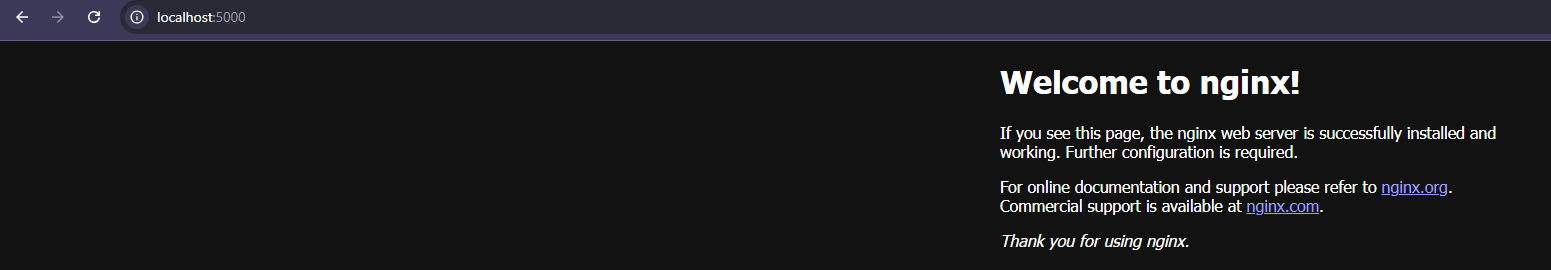 localhost:5000
Welcome to nginx!
If you see this page, the nginx web server is successfully installed and
working. Further configuration is required.
For online documentation and support please refer to nginx.org.
Commercial support is available at nginx.com.
Thank you for using nginx.